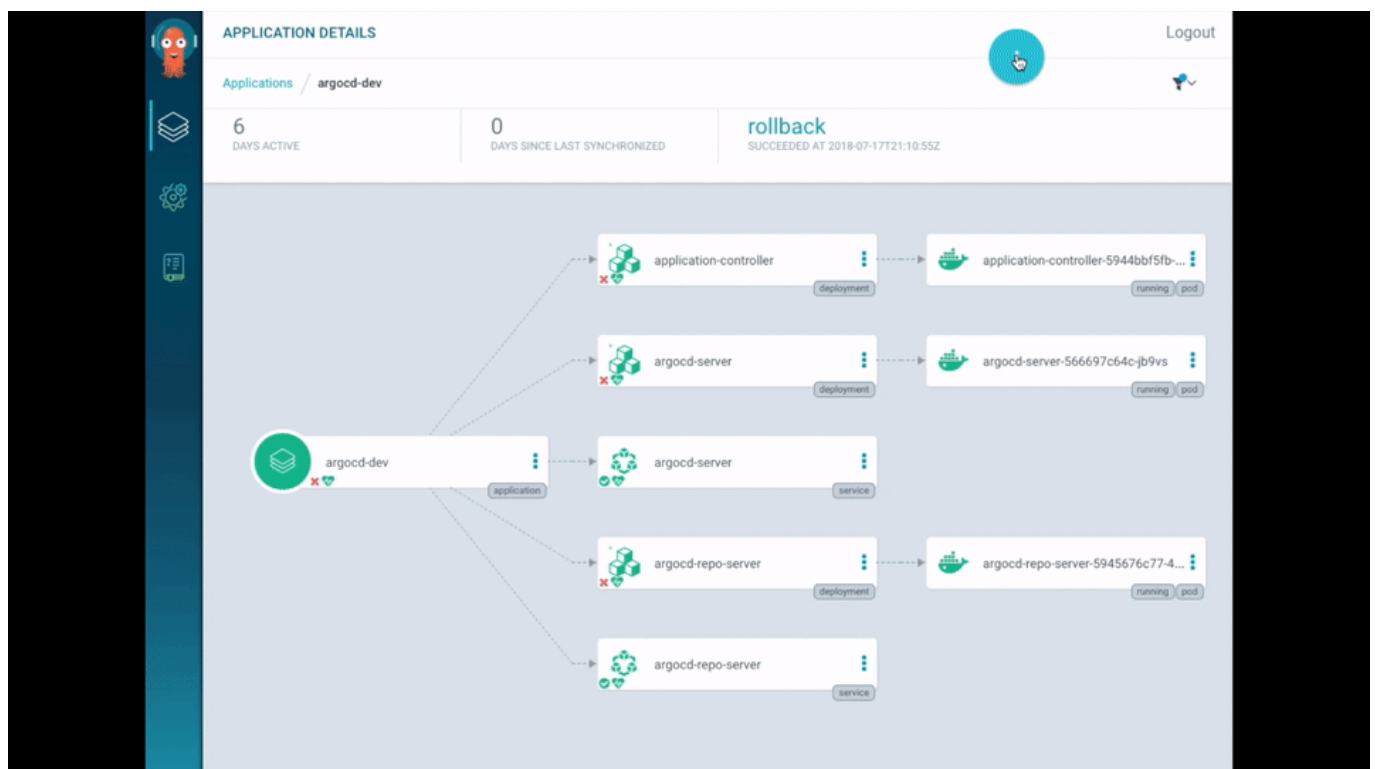 APPLICATION DETAILS
Logout
Applications / argocd-dev
6
DAYS ACTIVE
0
DAYS SINCE LAST SYNCHRONIZED
rollback
SUCCEEDED AT 2018-07-17T21:10:55Z
application-controller
deployment
application-controller-5944bbf5fb-...
running pod
argocd-server
deployment
argocd-server-566697c64c-jb9vs
running pod
argocd-dev
application
argocd-server
service
argocd-repo-server
deployment
argocd-repo-server-5945676c77-4...
running pod
argocd-repo-server
service